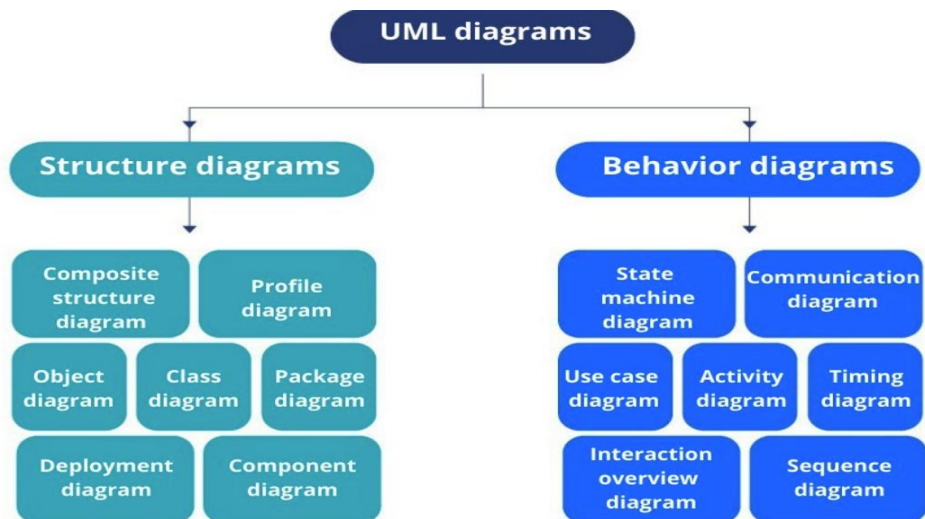 UML diagrams
Structure diagrams
Behavior diagrams
Composite
structure
diagram
Profile
diagram
Object
diagram
Class
diagram
Package
diagram
Deployment
diagram
Component
diagram
State
machine
diagram
Communication
diagram
Use case
diagram
Activity
diagram
Timing
diagram
Interaction
overview
diagram
Sequence
diagram